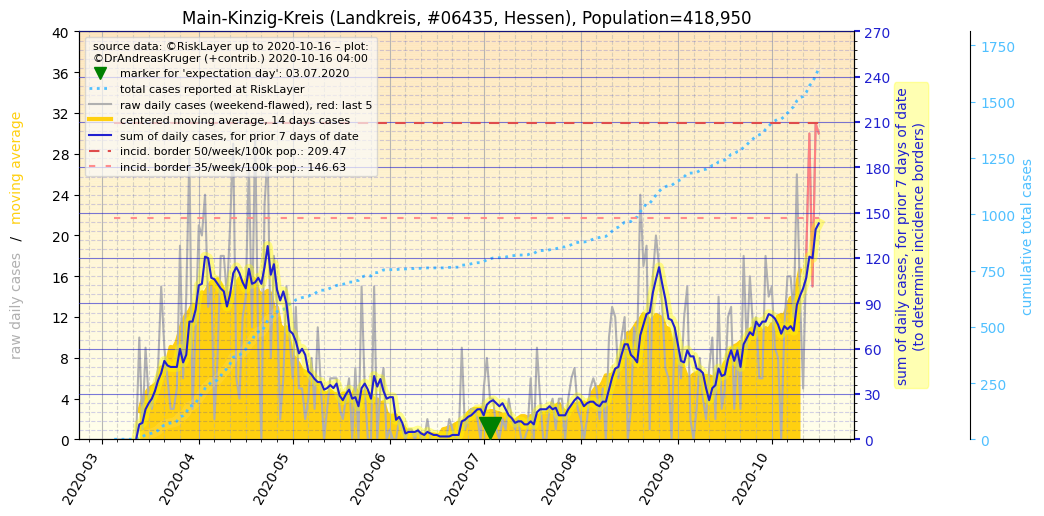 Main-Kinzig-Kreis (Landkreis, #06435, Hessen), Population=418,950
source data: ©RiskLayer up to 2020-10-16 – plot:
©DrAndreasKruger (+contrib.) 2020-10-16 04:00
marker for 'expectation day': 03.07.2020
total cases reported at RiskLayer
raw daily cases (weekend-flawed), red: last 5
centered moving average, 14 days cases
sum of daily cases, for prior 7 days of date
incid. border 50/week/100k pop.: 209.47
incid. border 35/week/100k pop.: 146.63
raw daily cases / moving average
40
36
32
28
24
20
16
12
8
4
0
2020-03
2020-04
2020-05
2020-06
2020-07
2020-08
2020-09
2020-10
270
240
210
180
150
120
90
60
30
0
sum of daily cases, for prior 7 days of date
(to determine incidence borders)
1750
1500
1250
1000
750
500
250
0
cumulative total cases